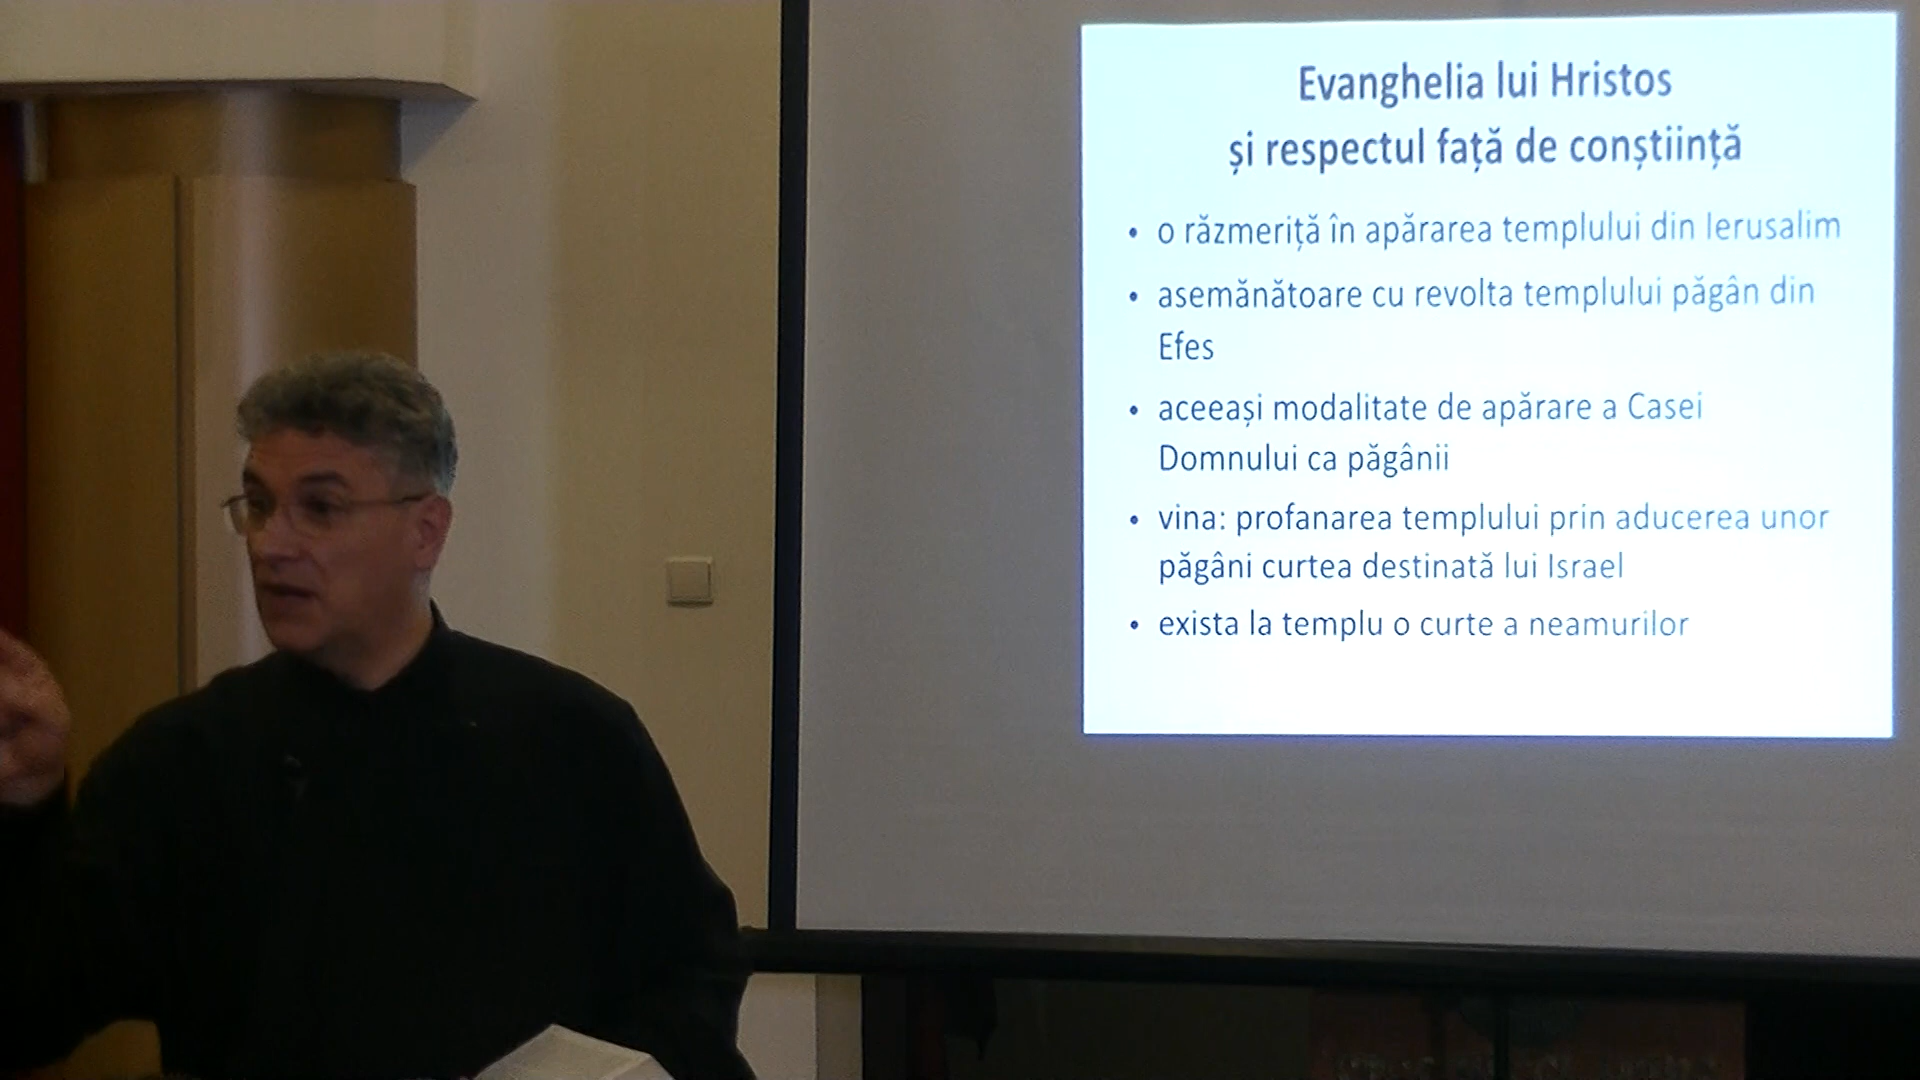 Evanghelia lui Hristos
și respectul față de conștiință
• o răzmeriță în apărarea templului din Ierusalim
• asemănătoare cu revolta templului păgân din
Efes
• aceeași modalitate de apărare a Casei
Domnului ca păgânii
• vina: profanarea templului prin aducerea unor
păgâni curtea destinată lui Israel
• exista la templu o curte a neamurilor